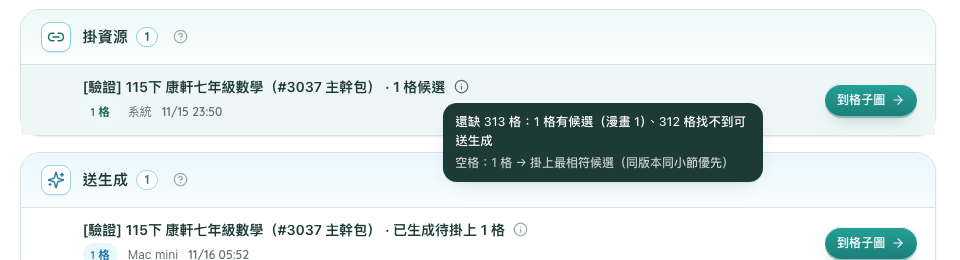 掛資源 1
[驗證] 115下 康軒七年級數學（#3037 主幹包） · 1 格候選
1 格 系統 11/15 23:50
到格子圖 →
還缺 313 格：1 格有候選（漫畫 1）、312 格找不到可
送生成
空格：1 格 → 掛上最相符候選（同版本同小節優先）
送生成 1
[驗證] 115下 康軒七年級數學（#3037 主幹包） · 已生成待掛上 1 格
1 格 Mac mini 11/16 05:52
到格子圖 →